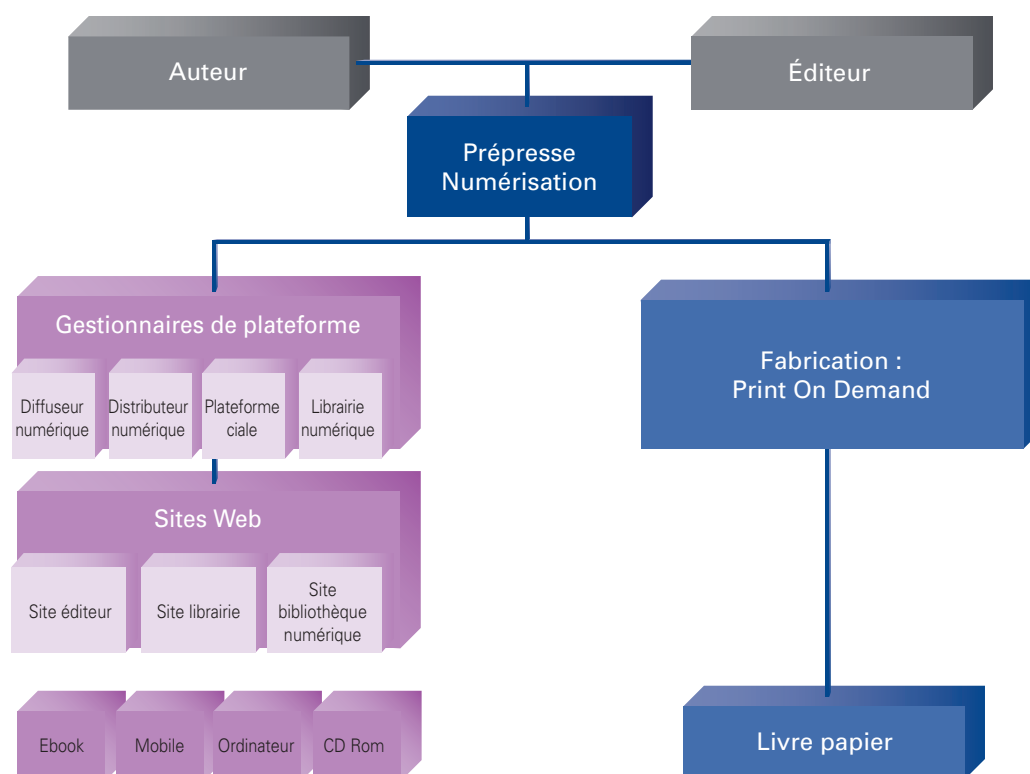 Auteur
Éditeur
Prépresse
Numérisation
Gestionnaires de plateforme
Diffuseur
numérique
Distributeur
numérique
Plateforme
ciale
Librairie
numérique
Fabrication :
Print On Demand
Sites Web
Site éditeur
Site librairie
Site
bibliothèque
numérique
Ebook
Mobile
Ordinateur
CD Rom
Livre papier